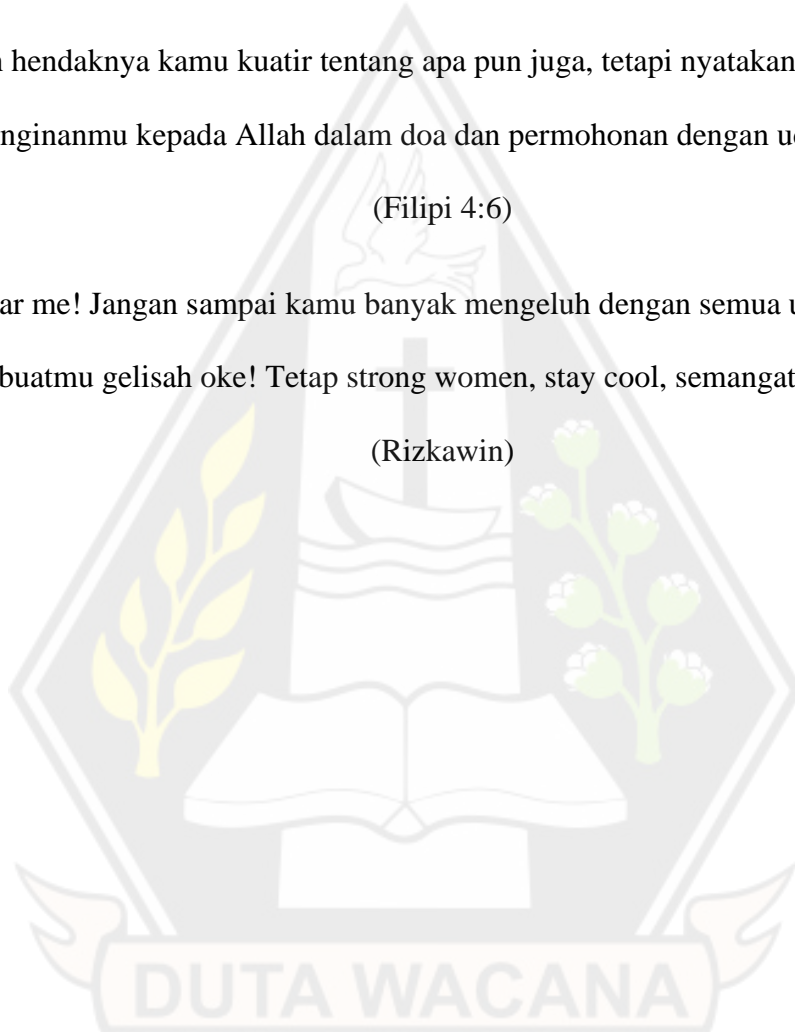 hendaknya kamu kuatir tentang apa pun juga, tetapi nyatakan
nginanmu kepada Allah dalam doa dan permohonan dengan
(Filipi 4:6)
ar me! Jangan sampai kamu banyak mengeluh dengan semua
buatmu gelisah oke! Tetap strong women, stay cool, semangat
(Rizkawin)
DUTA WACANA